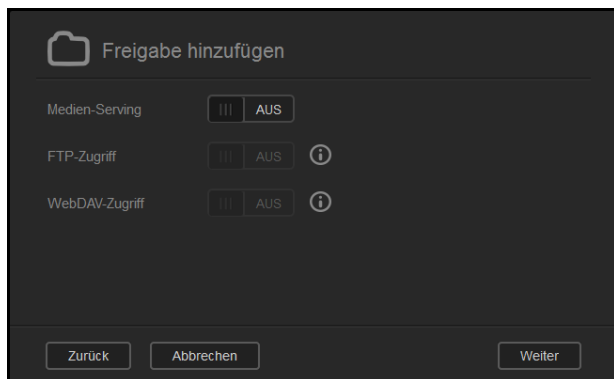 Freigabe hinzufügen
Medien-Serving AUS
FTP-Zugriff AUS
WebDAV-Zugriff AUS
Zurück Abbrechen Weiter